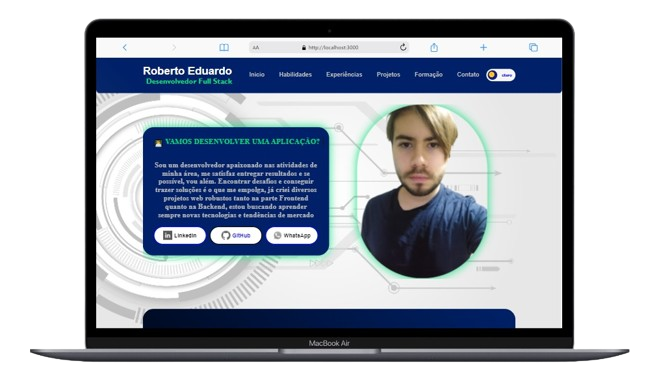 AA
http://localhost:3000
Roberto Eduardo
Desenvolvedor Full Stack
Inicio
Habilidades
Experiências
Projetos
Formação
Contato
claro
VAMOS DESENVOLVER UMA APLICAÇÃO?
Sou um desenvolvedor apaixonado nas atividades de
minha área, me satisfaz entregar resultados e se
possível, vou além. Encontrar desafios e conseguir
trazer soluções é o que me empolga, já criei diversos
projetos web robustos tanto na parte Frontend
quanto na Backend, estou buscando aprender
sempre novas tecnologias e tendências de mercado
LinkedIn
GitHub
WhatsApp
MacBook Air